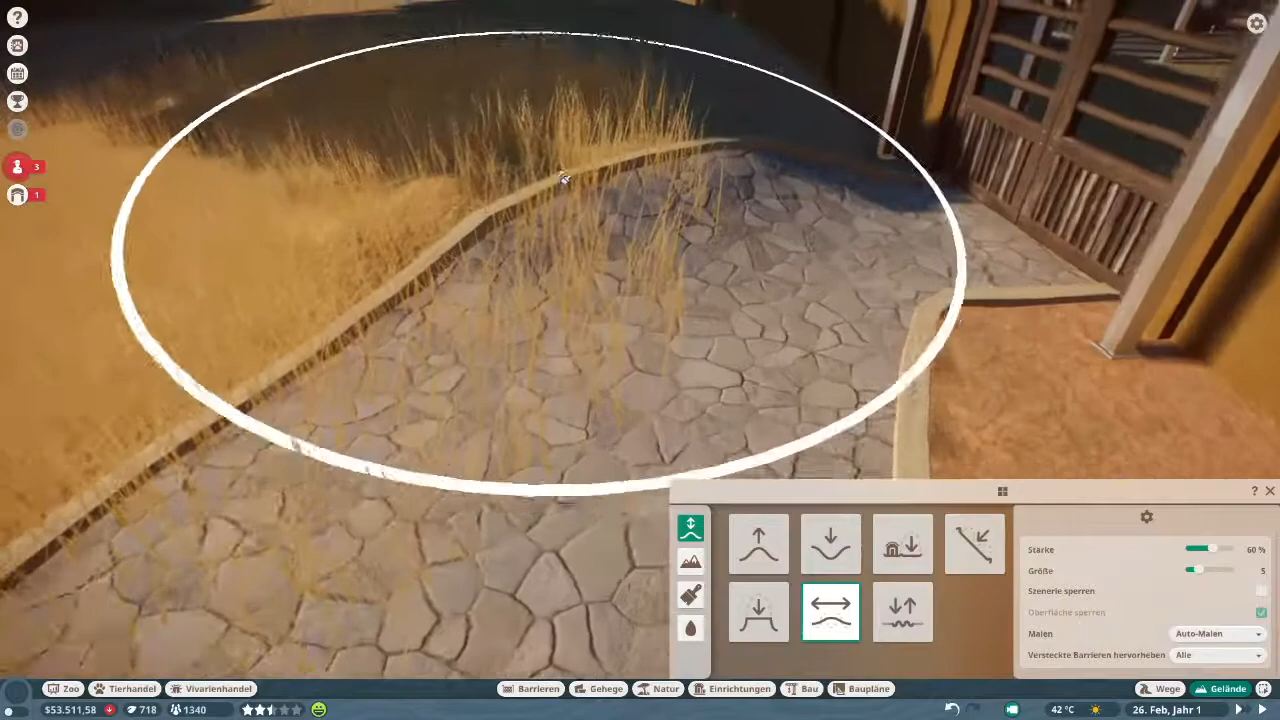 ?
3
1
?
Stärke 60 %
Größe 5
Szenerie sperren
Oberfläche sperren
Malen Auto-Malen
Versteckte Barrieren hervorheben Alle
Zoo Tierhandel Vivarienhandel Barrieren Gehege Natur Einrichtungen Bau Baupläne Wege Gelände
$53.511,58 718 1340 42 °C 26. Feb, Jahr 1